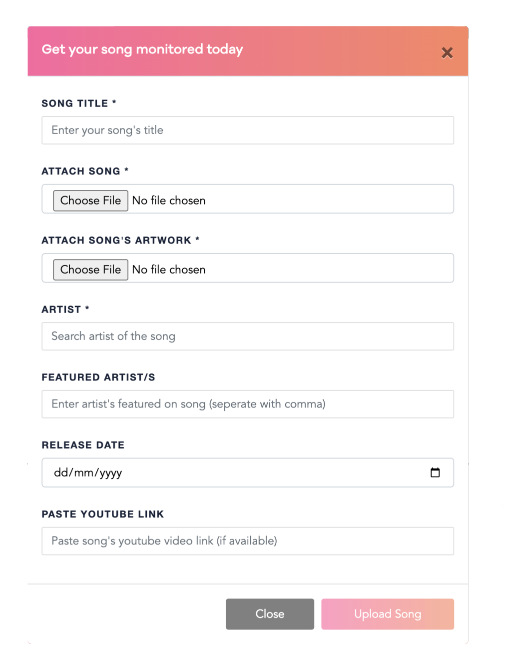 Get your song monitored today
SONG TITLE *
Enter your song's title
ATTACH SONG *
Choose File No file chosen
ATTACH SONG'S ARTWORK *
Choose File No file chosen
ARTIST *
Search artist of the song
FEATURED ARTIST/S
Enter artist's featured on song (seperate with comma)
RELEASE DATE
dd/mm/yyyy
PASTE YOUTUBE LINK
Paste song's youtube video link (if available)
Close Upload Song